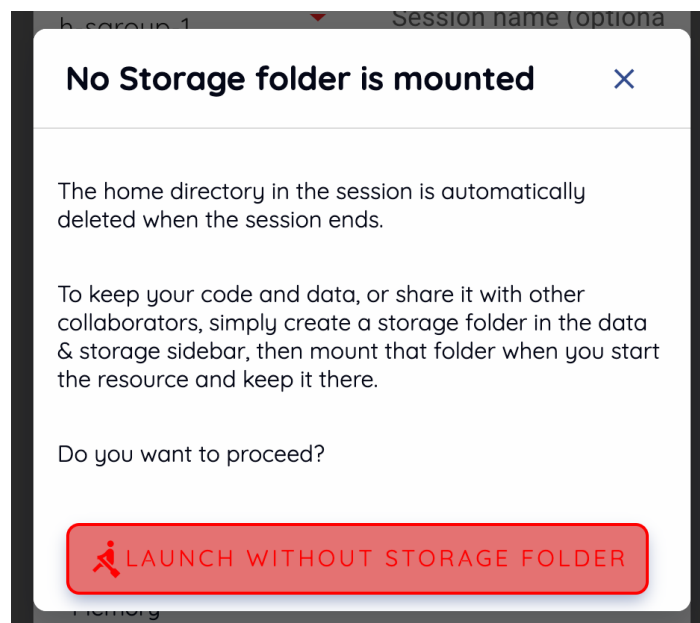 h_sgroup_1 Session name (optiona
No Storage folder is mounted
The home directory in the session is automatically
deleted when the session ends.
To keep your code and data, or share it with other
collaborators, simply create a storage folder in the data
& storage sidebar, then mount that folder when you start
the resource and keep it there.
Do you want to proceed?
LAUNCH WITHOUT STORAGE FOLDER
Memory